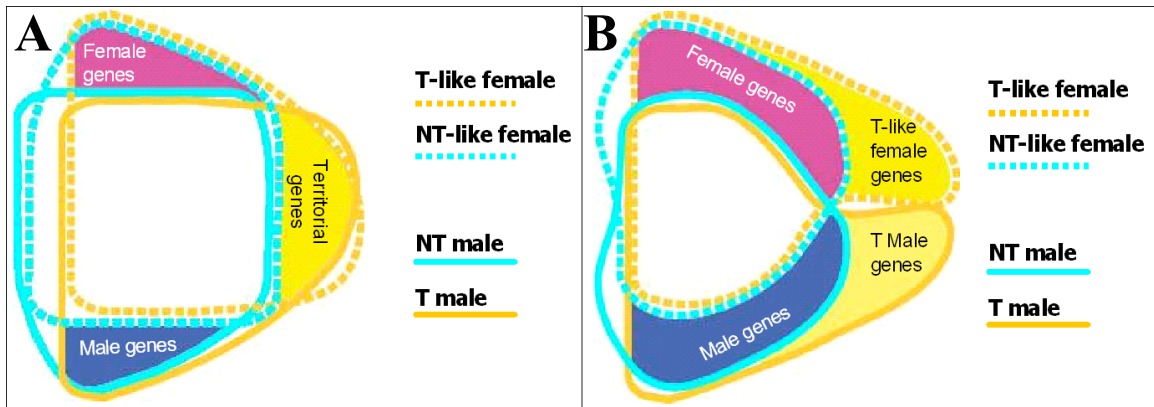 A
Female
genes
Territorial
genes
Male genes
T-like female
NT-like female
NT male
T male
B
Female genes
T-like
female
genes
T Male
genes
Male genes
T-like female
NT-like female
NT male
T male